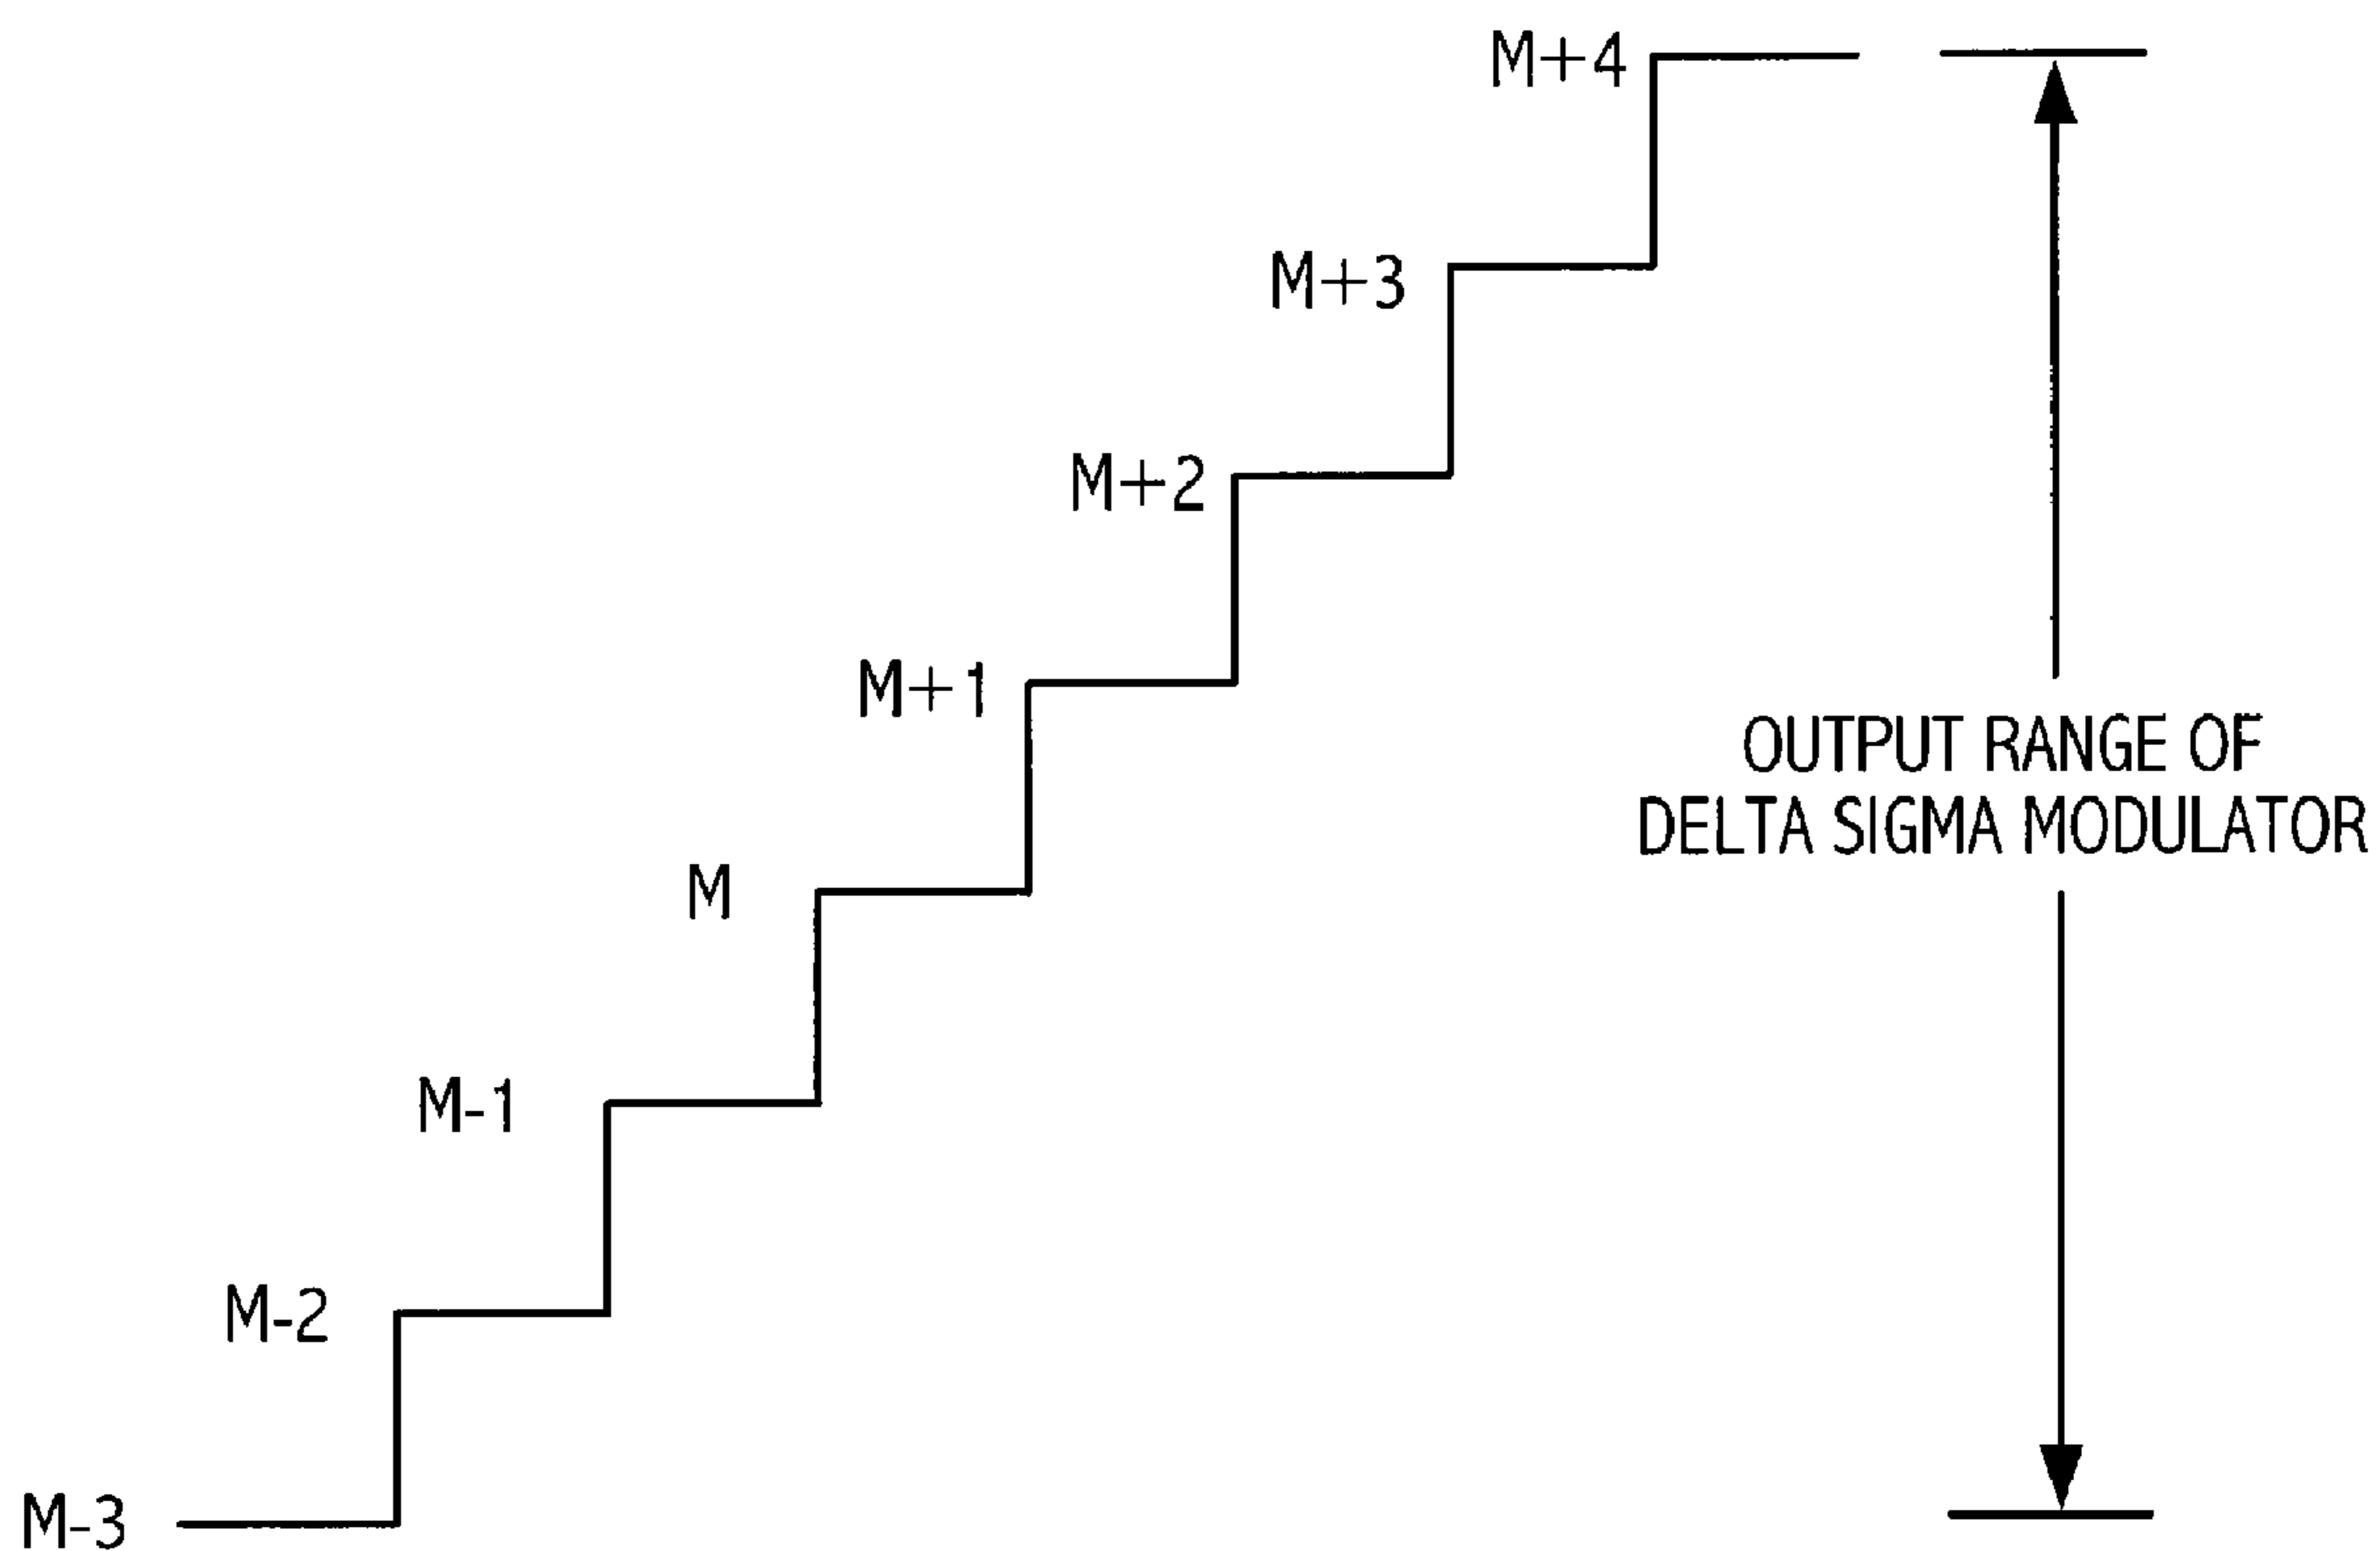 M+4
M+3
M+2
M+1
OUTPUT RANGE OF
DELTA SIGMA MODULATOR
M
M-1
M-2
M-3